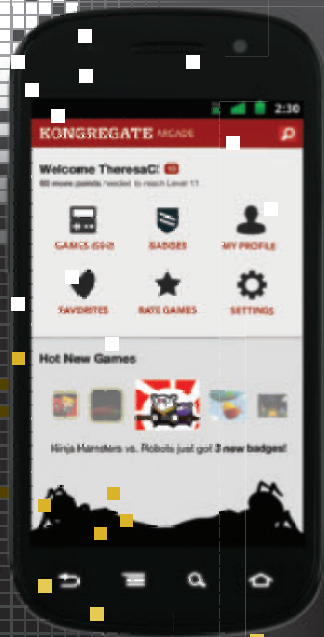 2:30
KONGREGATE ARCADE
Welcome TheresaC!
60 more points needed to reach Level 11
GAMES BADGES MY PROFILE
FAVORITES RATE GAMES SETTINGS
Hot New Games
Ninja Hamsters vs. Robots just got 3 new badges!